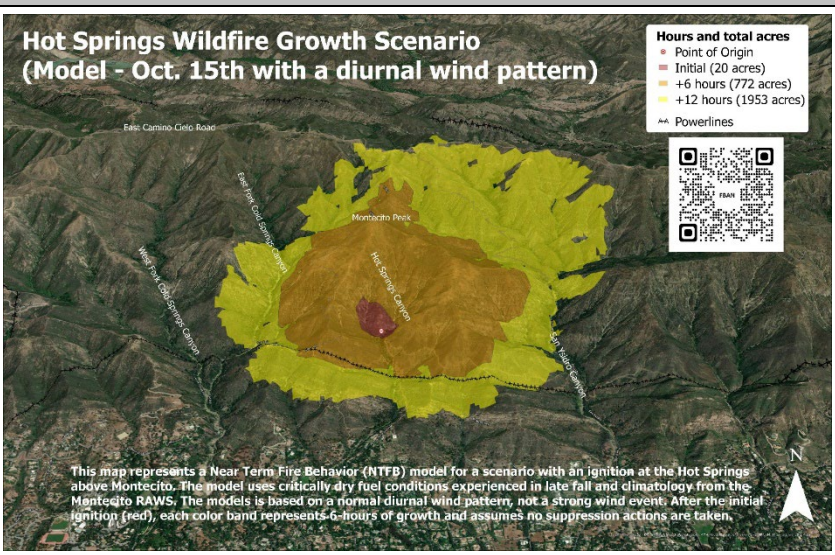 Hot Springs Wildfire Growth Scenario
(Model - Oct. 15th with a diurnal wind pattern)
Hours and total acres
Point of Origin
Initial (20 acres)
+6 hours (772 acres)
+12 hours (1953 acres)
Powerlines
FBAN
East Camino Cielo Road
East Fork Cold Springs Canyon
Montecito Peek
Hot Springs Canyon
West Fork Cold Springs Canyon
San Ysidro Canyon
N
This map represents a Near Term Fire Behavior (NTFB) model for a scenario with an ignition at the Hot Springs
above Montecito. The model uses critically dry fuel conditions experienced in late fall and climatology from the
Montecito RAWS. The models is based on a normal diurnal wind pattern, not a strong wind event. After the initial
ignition (red), each color band represents 6-hours of growth and assumes no suppression actions are taken.